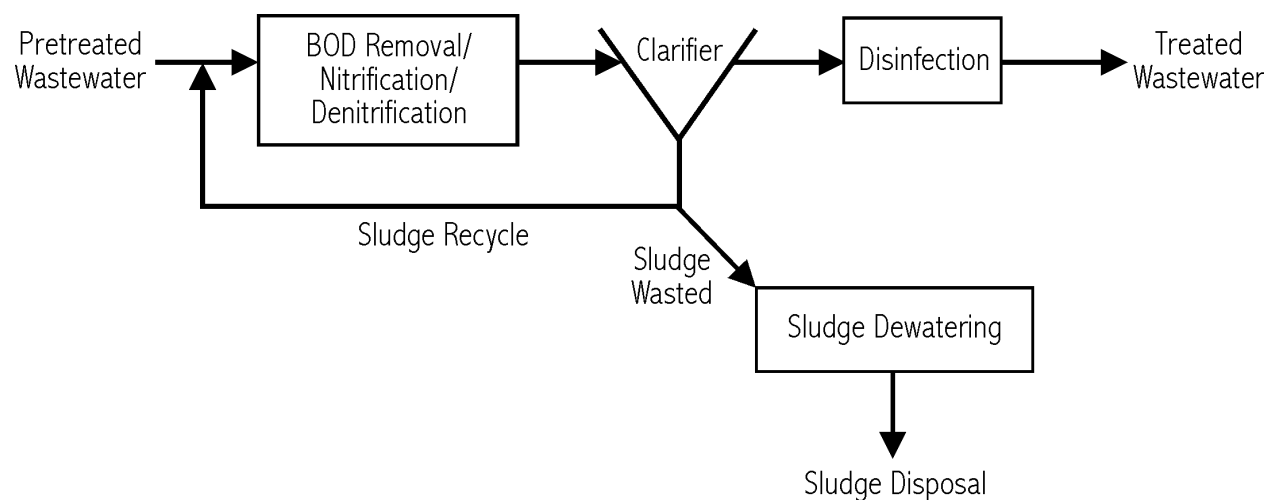 Pretreated
Wastewater
BOD Removal/
Nitrification/
Denitrification
Clarifier
Disinfection
Treated
Wastewater
Sludge Recycle
Sludge
Wasted
Sludge Dewatering
Sludge Disposal